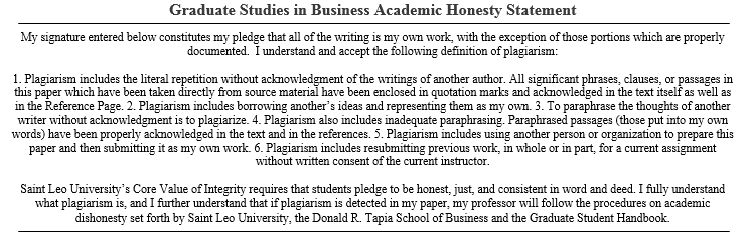 Graduate Studies in Business Academic Honesty Statement
My signature entered below constitutes my pledge that all of the writing is my own work, with the exception of those portions which are properly
documented.  I understand and accept the following definition of plagiarism:
1. Plagiarism includes the literal repetition without acknowledgment of the writings of another author. All significant phrases, clauses, or passages in
this paper which have been taken directly from source material have been enclosed in quotation marks and acknowledged in the text itself as well as
in the Reference Page. 2. Plagiarism includes borrowing another's ideas and representing them as my own. 3. To paraphrase the thoughts of another
writer without acknowledgment is to plagiarize. 4. Plagiarism also includes inadequate paraphrasing. Paraphrased passages (those put into my own
words) have been properly acknowledged in the text and in the references. 5. Plagiarism includes using another person or organization to prepare this
paper and then submitting it as my own work. 6. Plagiarism includes resubmitting previous work, in whole or in part, for a current assignment
without written consent of the current instructor.
Saint Leo University's Core Value of Integrity requires that students pledge to be honest, just, and consistent in word and deed. I fully understand
what plagiarism is, and I further understand that if plagiarism is detected in my paper, my professor will follow the procedures on academic
dishonesty set forth by Saint Leo University, the Donald R. Tapia School of Business and the Graduate Student Handbook.